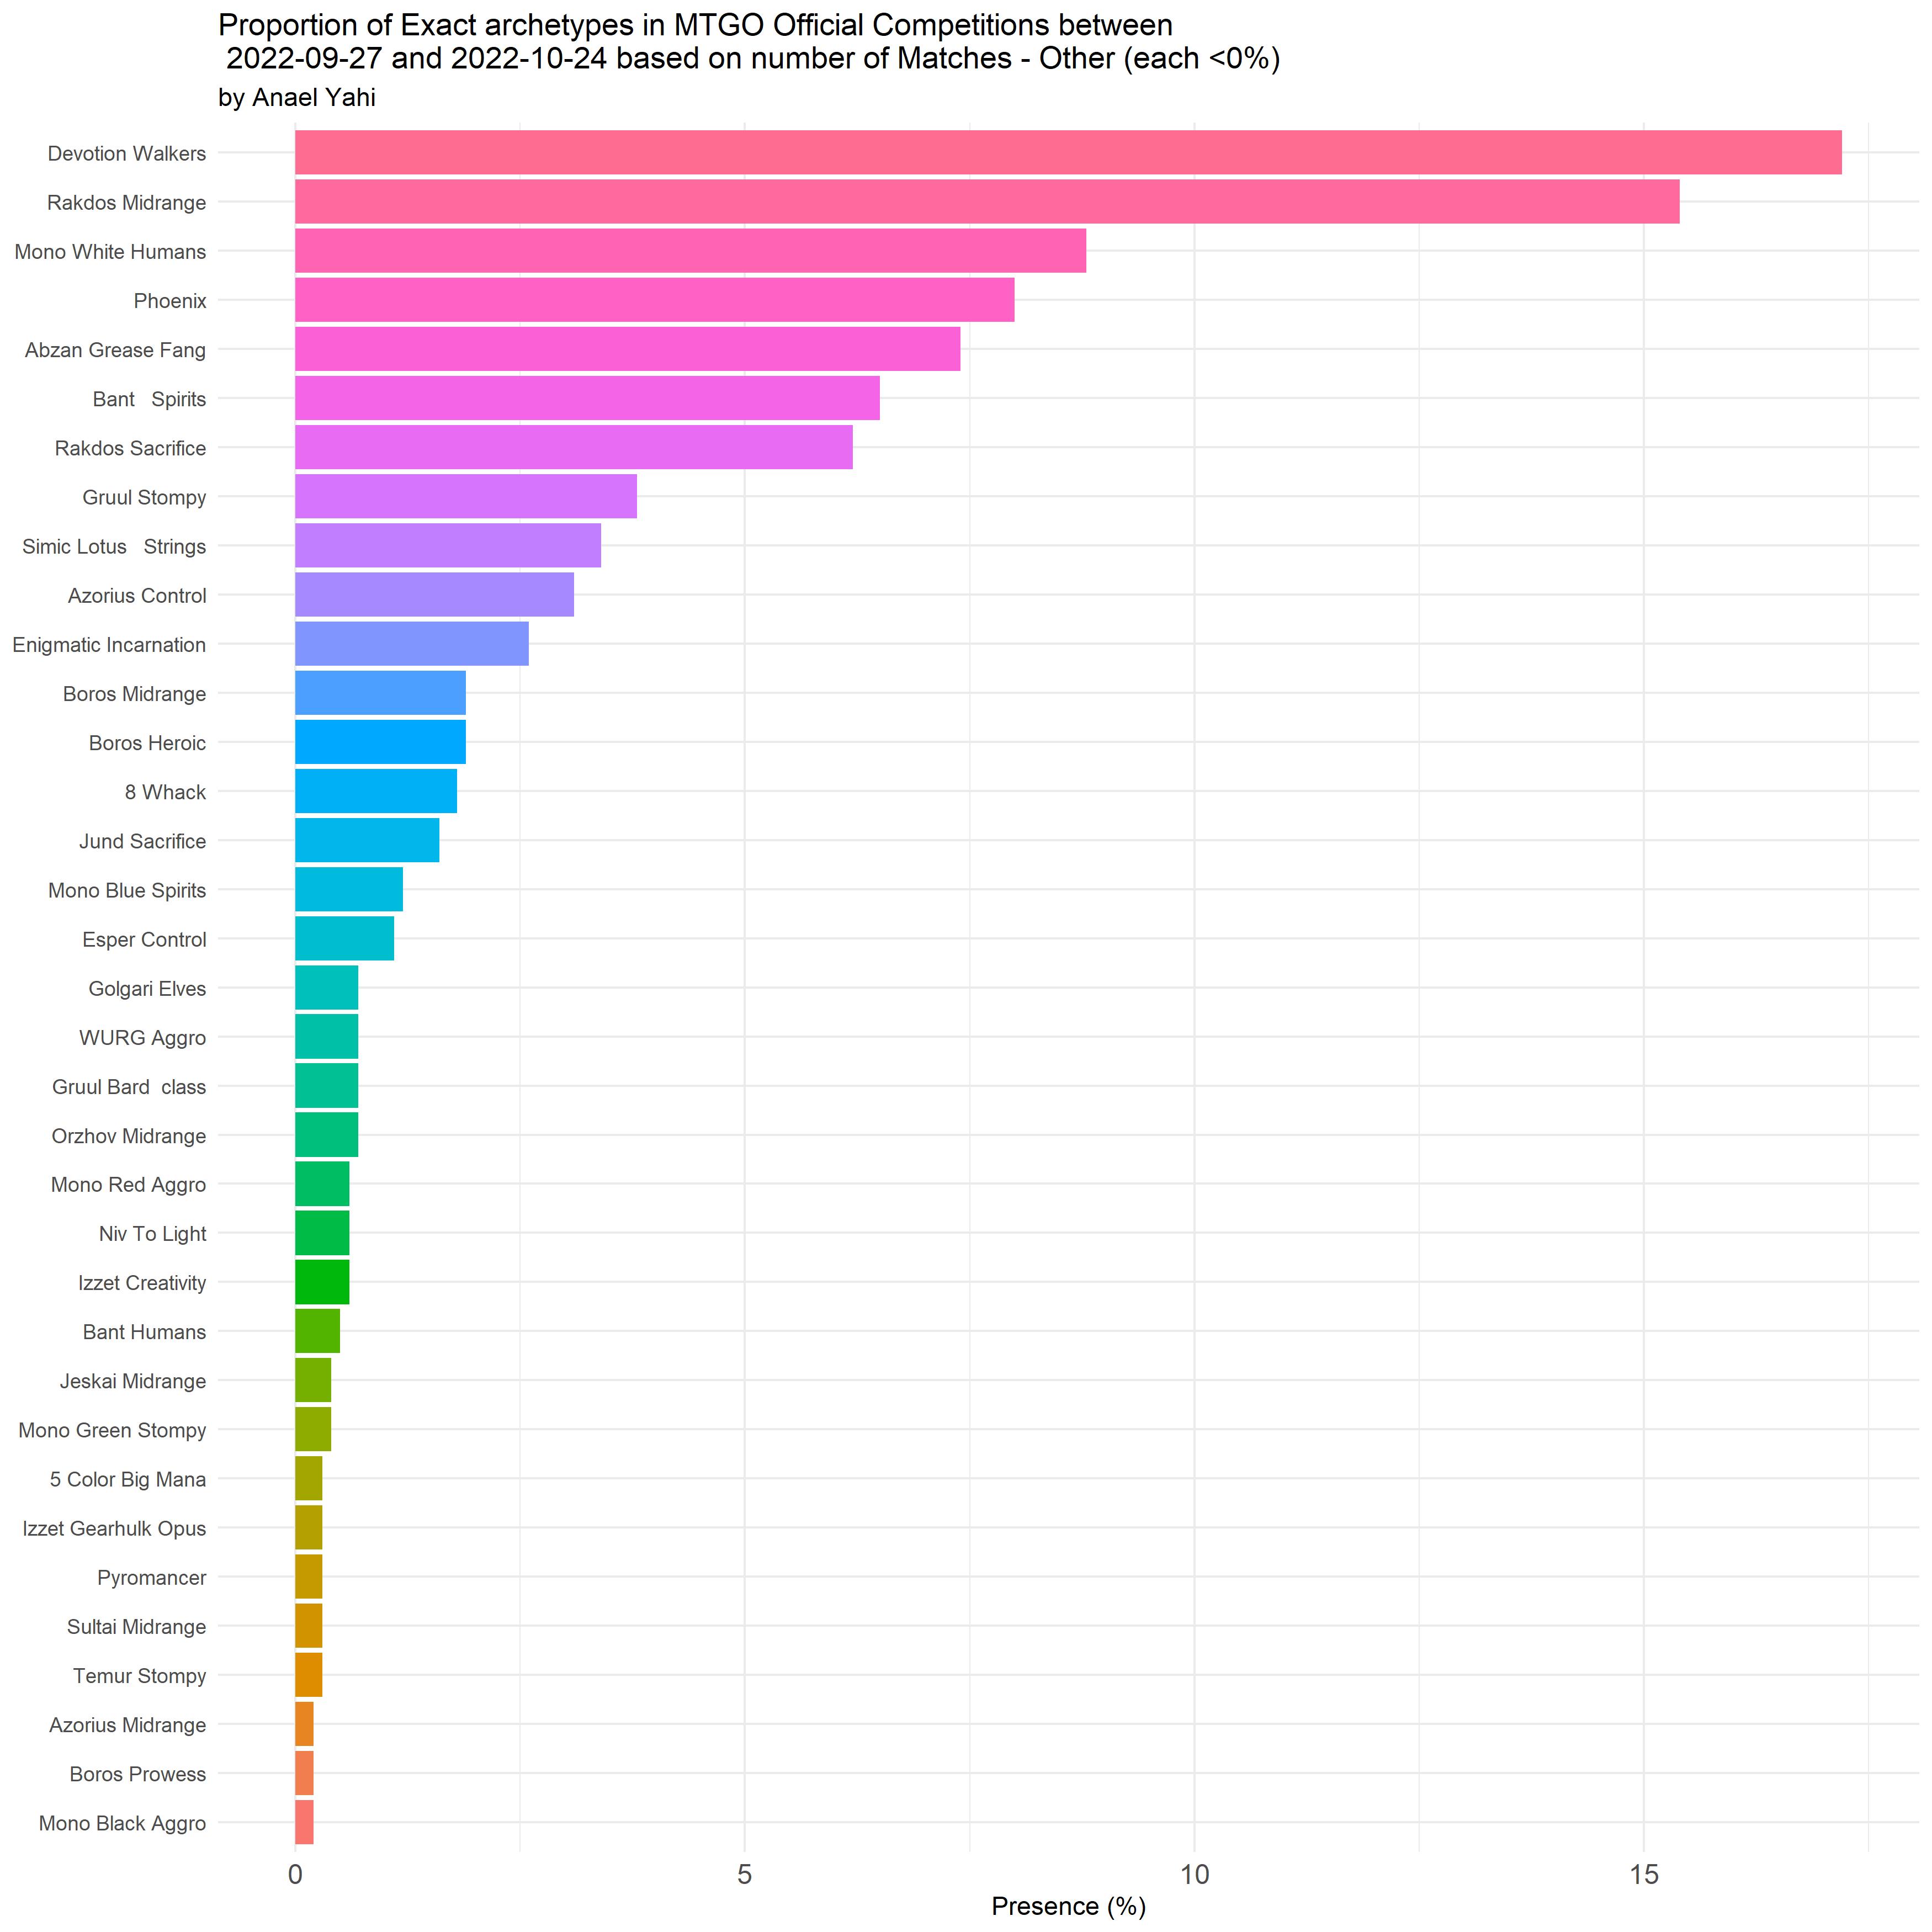 Proportion of Exact archetypes in MTGO Official Competitions between
2022-09-27 and 2022-10-24 based on number of Matches - Other (each <0%)
by Anael Yahi
Devotion Walkers
Rakdos Midrange
Mono White Humans
Phoenix
Abzan Grease Fang
Bant   Spirits
Rakdos Sacrifice
Gruul Stompy
Simic Lotus   Strings
Azorius Control
Enigmatic Incarnation
Boros Midrange
Boros Heroic
8 Whack
Jund Sacrifice
Mono Blue Spirits
Esper Control
Golgari Elves
WURG Aggro
Gruul Bard  class
Orzhov Midrange
Mono Red Aggro
Niv To Light
Izzet Creativity
Bant Humans
Jeskai Midrange
Mono Green Stompy
5 Color Big Mana
Izzet Gearhulk Opus
Pyromancer
Sultai Midrange
Temur Stompy
Azorius Midrange
Boros Prowess
Mono Black Aggro
0 5 10 15
Presence (%)